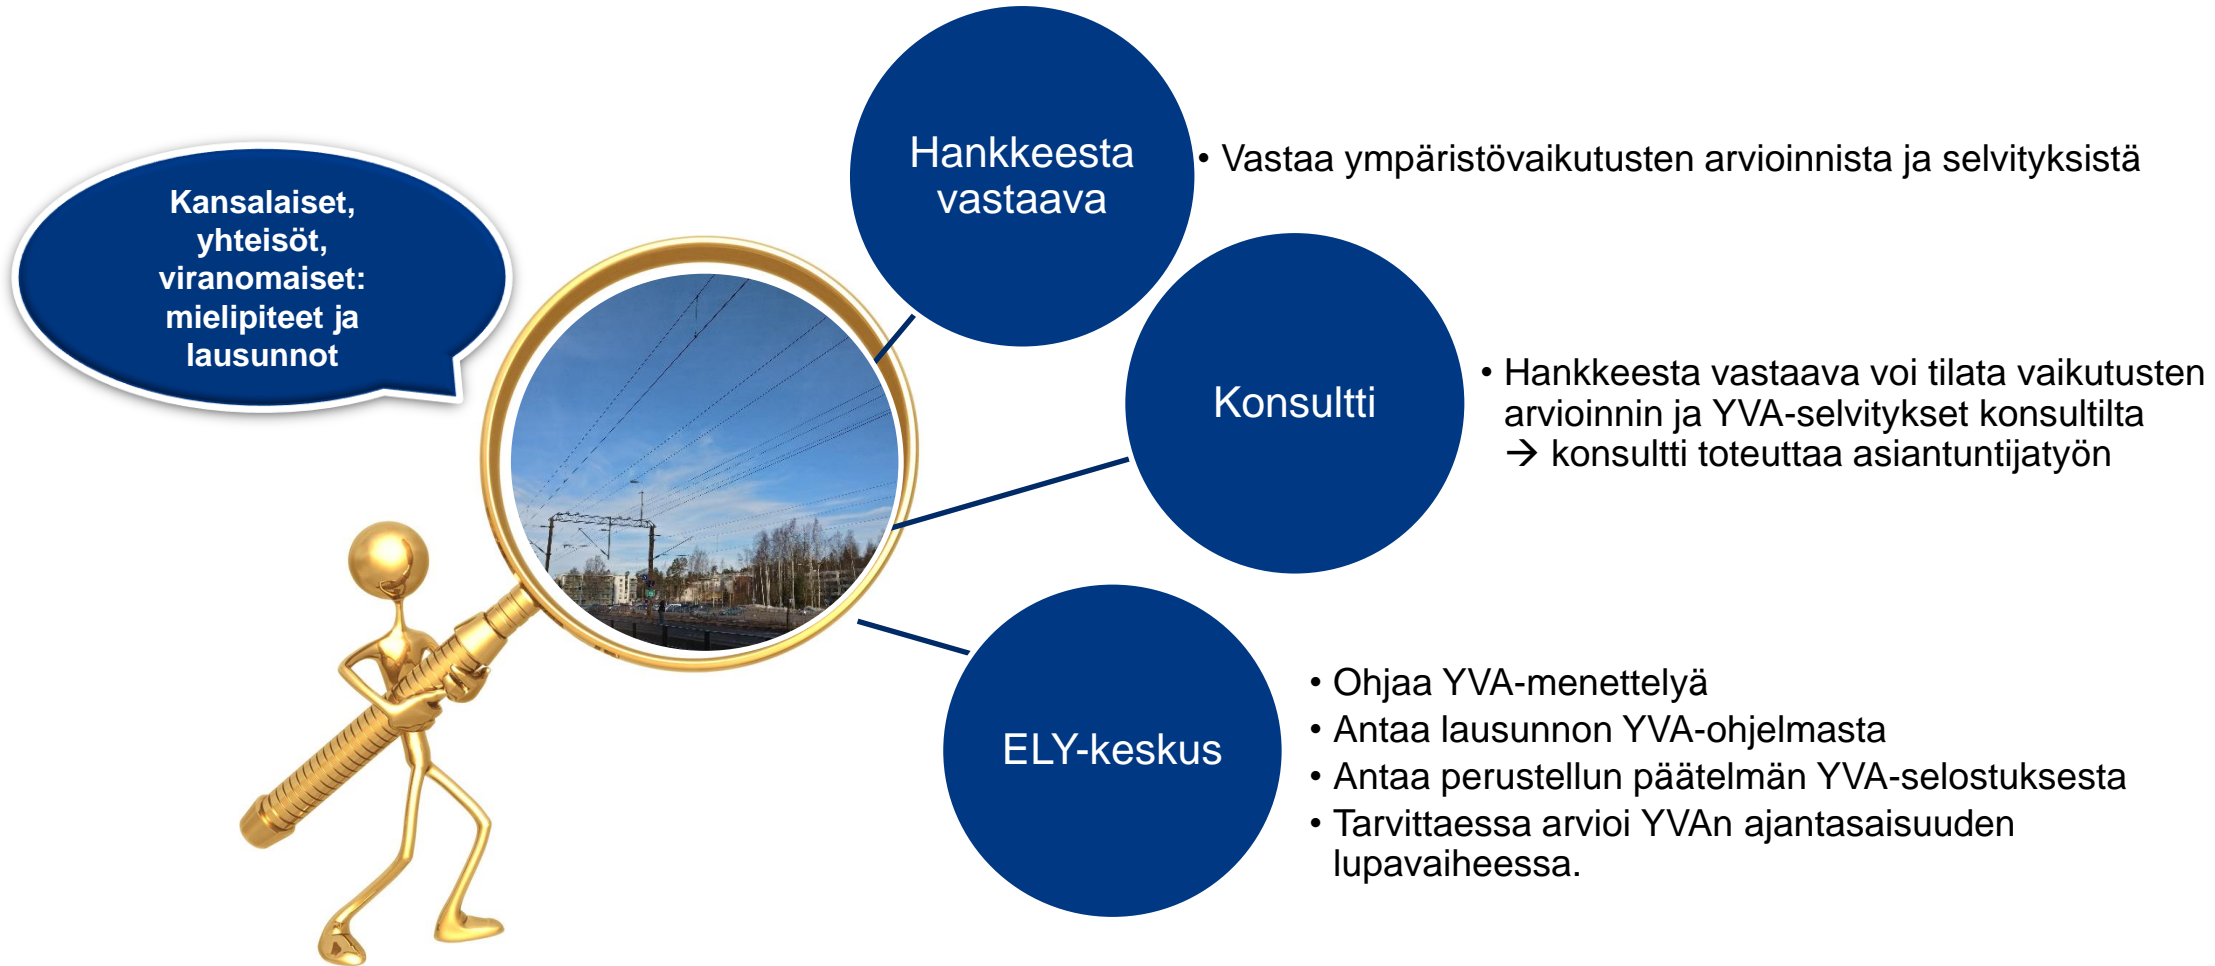 Kansalaiset,
yhteisöt,
viranomaiset:
mielipiteet ja
lausunnot
Hankkeesta
vastaava
• Vastaa ympäristövaikutusten arvioinnista ja selvityksistä
Konsultti
• Hankkeesta vastaava voi tilata vaikutusten
arvioinnin ja YVA-selvitykset konsultilta
→ konsultti toteuttaa asiantuntijatyön
ELY-keskus
• Ohjaa YVA-menettelyä
• Antaa lausunnon YVA-ohjelmasta
• Antaa perustellun päätelmän YVA-selostuksesta
• Tarvittaessa arvioi YVAn ajantasaisuuden
lupavaiheessa.